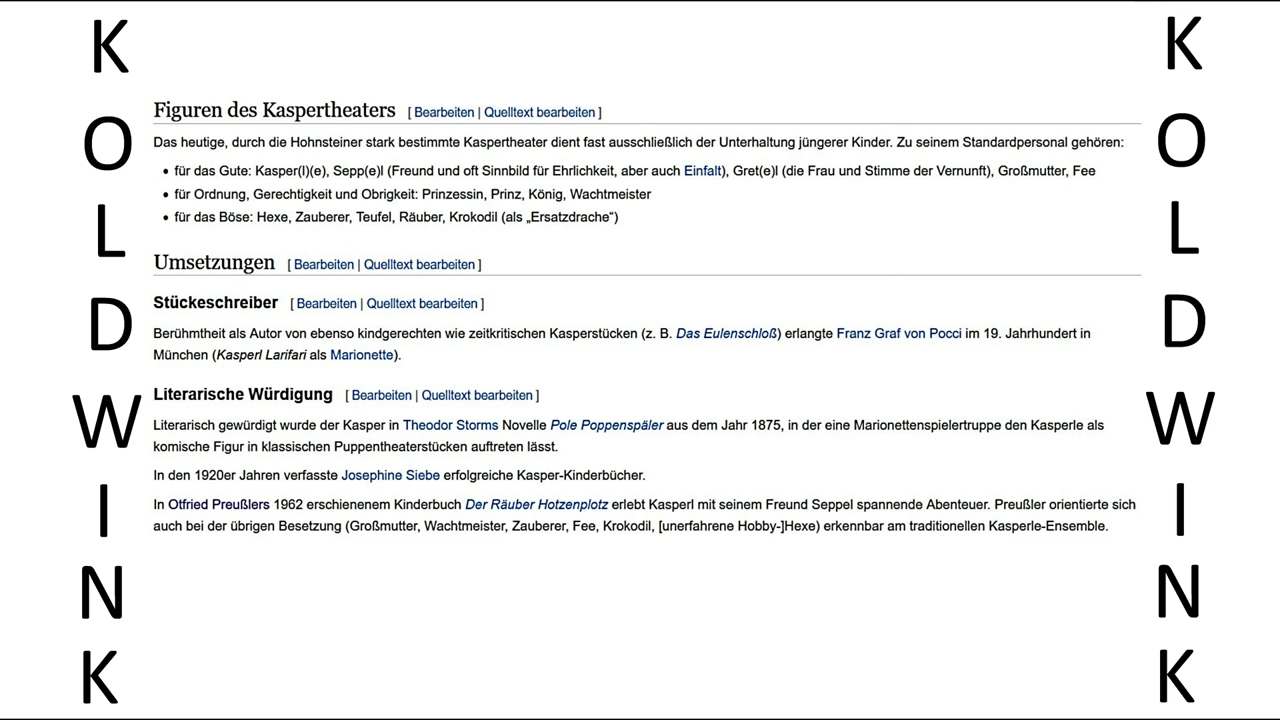 K
O
L
D
W
I
N
K
Figuren des Kaspertheaters [ Bearbeiten | Quelltext bearbeiten ]
Das heutige, durch die Hohnsteiner stark bestimmte Kaspertheater dient fast ausschließlich der Unterhaltung jüngerer Kinder. Zu seinem Standardpersonal gehören:
• für das Gute: Kasper(l)(e), Sepp(e)l (Freund und oft Sinnbild für Ehrlichkeit, aber auch Einfalt), Gret(e)l (die Frau und Stimme der Vernunft), Großmutter, Fee
• für Ordnung, Gerechtigkeit und Obrigkeit: Prinzessin, Prinz, König, Wachtmeister
• für das Böse: Hexe, Zauberer, Teufel, Räuber, Krokodil (als „Ersatzdrache“)
Umsetzungen [ Bearbeiten | Quelltext bearbeiten ]
Stückeschreiber [ Bearbeiten | Quelltext bearbeiten ]
Berühmtheit als Autor von ebenso kindgerechten wie zeitkritischen Kasperstücken (z. B. Das Eulenschloß) erlangte Franz Graf von Pocci im 19. Jahrhundert in
München (Kasperl Larifari als Marionette).
Literarische Würdigung [ Bearbeiten | Quelltext bearbeiten ]
Literarisch gewürdigt wurde der Kasper in Theodor Storms Novelle Pole Poppenspäler aus dem Jahr 1875, in der eine Marionettenspielertruppe den Kasperle als
komische Figur in klassischen Puppentheaterstücken auftreten lässt.
In den 1920er Jahren verfasste Josephine Siebe erfolgreiche Kasper-Kinderbücher.
In Otfried Preußlers 1962 erschienenem Kinderbuch Der Räuber Hotzenplotz erlebt Kasperl mit seinem Freund Seppel spannende Abenteuer. Preußler orientierte sich
auch bei der übrigen Besetzung (Großmutter, Wachtmeister, Zauberer, Fee, Krokodil, [unerfahrene Hobby-]Hexe) erkennbar am traditionellen Kasperle-Ensemble.
K
O
L
D
W
I
N
K